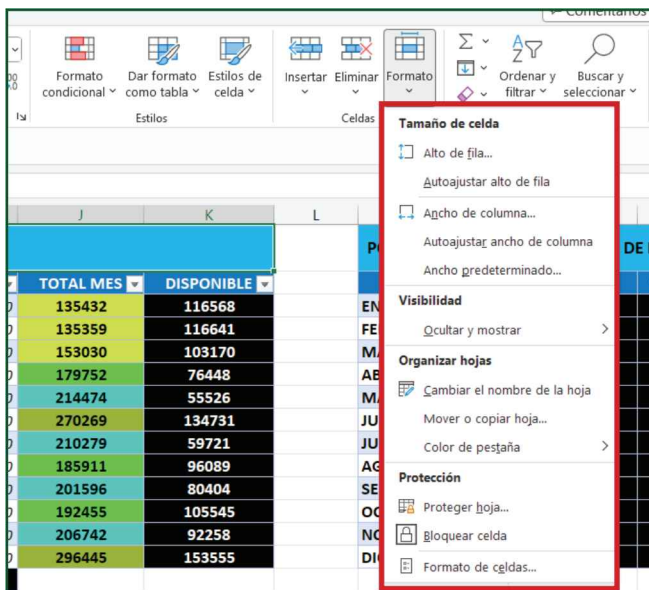 Comentarios
Formato condicional
Dar formato como tabla
Estilos de celda
Insertar
Eliminar
Formato
Ordenar y filtrar
Buscar y seleccionar
Estilos
Celdas
Tamaño de celda
Alto de fila...
Autoajustar alto de fila
Ancho de columna...
Autoajustar ancho de columna
Ancho predeterminado...
Visibilidad
Ocultar y mostrar
Organizar hojas
Cambiar el nombre de la hoja
Mover o copiar hoja...
Color de pestaña
Protección
Proteger hoja...
Bloquear celda
Formato de celdas...
J K L
DE
TOTAL MES DISPONIBLE
135432 116568 EN
135359 116641 FE
153030 103170 MA
179752 76448 AB
214474 55526 MA
270269 134731 JU
210279 59721 JU
185911 96089 AG
201596 80404 SE
192455 105545 OC
206742 92258 NO
296445 153555 DI